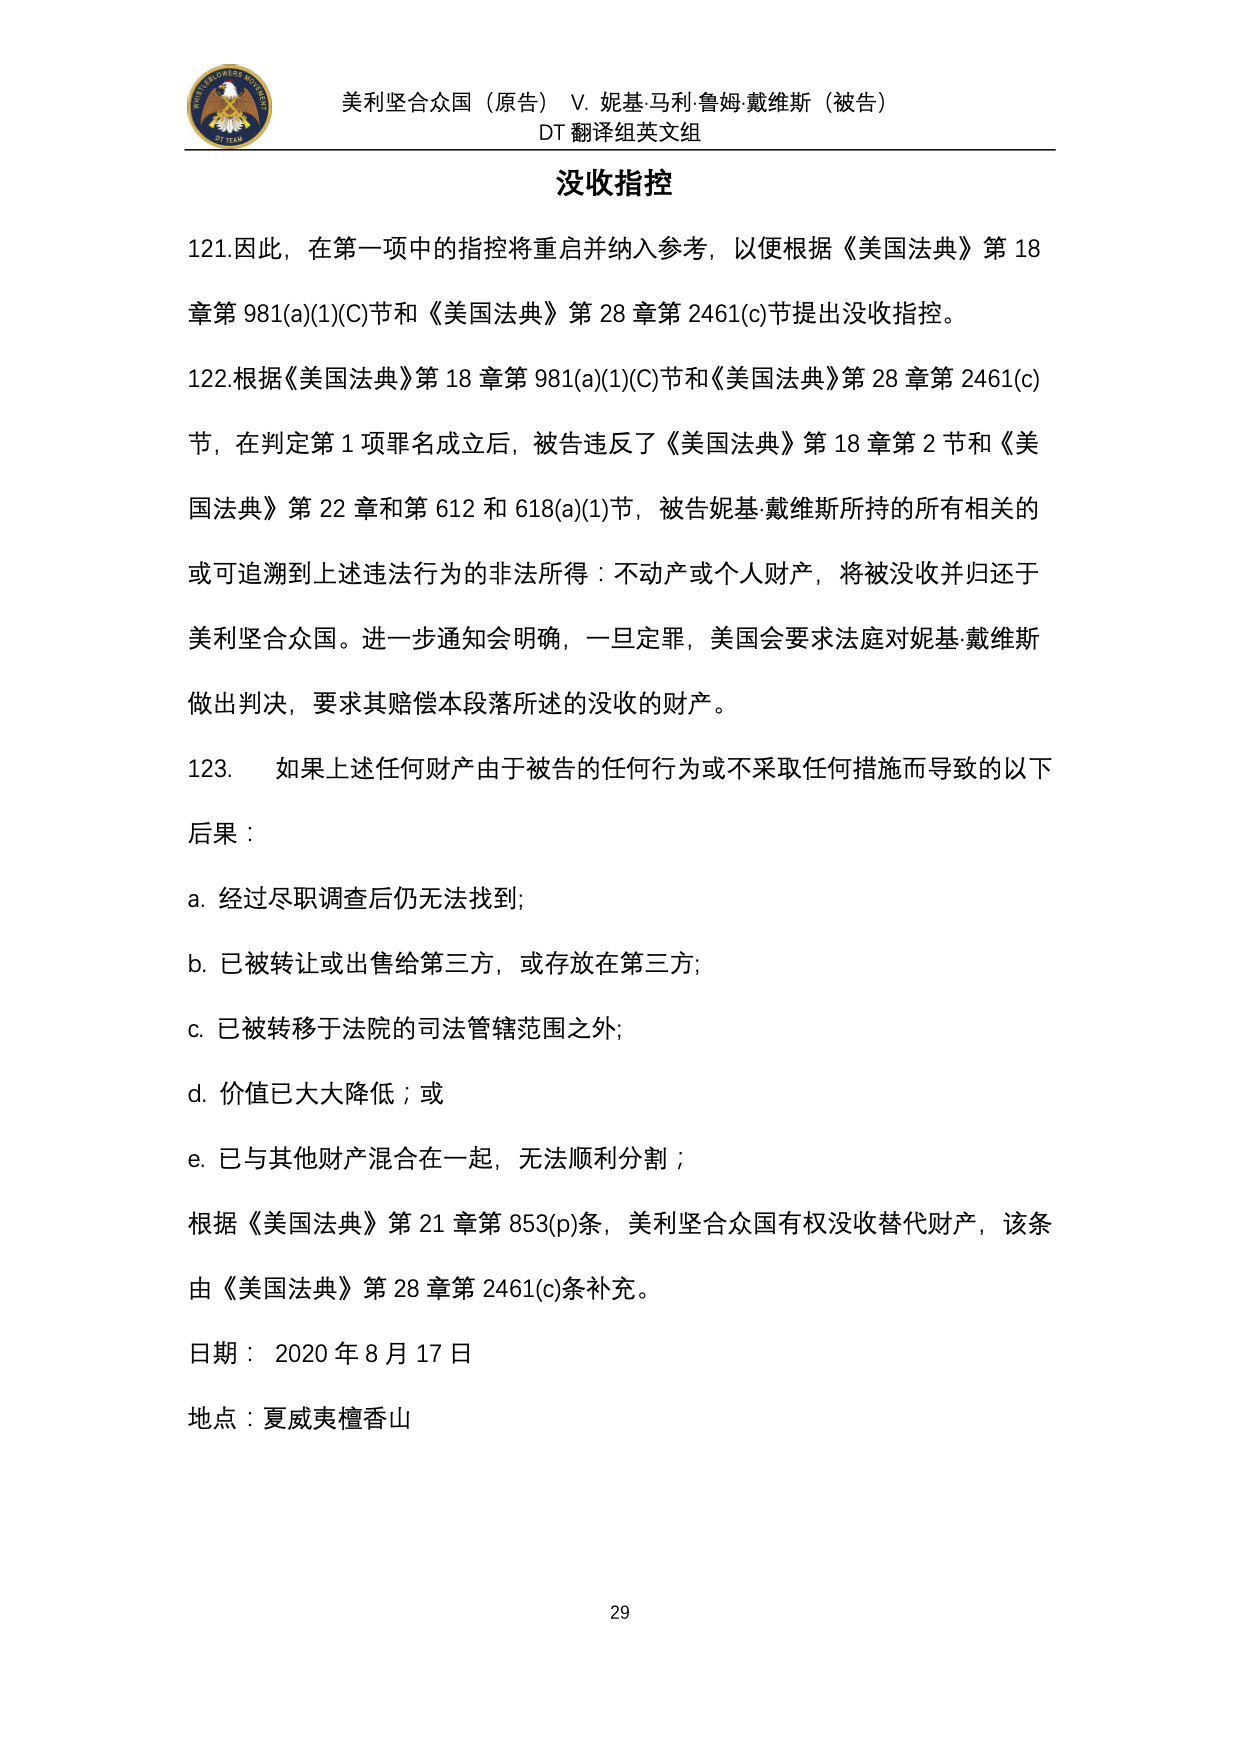 WHISTLEBLOWERS MOVEMENT
DT TEAM
美利坚合众国（原告） V. 妮基·马利·鲁姆·戴维斯（被告）
DT 翻译组英文组
没收指控
121.因此，在第一项中的指控将重启并纳入参考，以便根据《美国法典》第 18
章第 981(a)(1)(C)节和《美国法典》第 28 章第 2461(c)节提出没收指控。
122.根据《美国法典》第 18 章第 981(a)(1)(C)节和《美国法典》第 28 章第 2461(c)
节，在判定第 1 项罪名成立后，被告违反了《美国法典》第 18 章第 2 节和《美
国法典》第 22 章和第 612 和 618(a)(1)节，被告妮基·戴维斯所持的所有相关的
或可追溯到上述违法行为的非法所得：不动产或个人财产，将被没收并归还于
美利坚合众国。进一步通知会明确，一旦定罪，美国会要求法庭对妮基·戴维斯
做出判决，要求其赔偿本段落所述的没收的财产。
123. 如果上述任何财产由于被告的任何行为或不采取任何措施而导致的以下
后果：
a. 经过尽职调查后仍无法找到;
b. 已被转让或出售给第三方，或存放在第三方;
c. 已被转移于法院的司法管辖范围之外;
d. 价值已大大降低；或
e. 已与其他财产混合在一起，无法顺利分割；
根据《美国法典》第 21 章第 853(p)条，美利坚合众国有权没收替代财产，该条
由《美国法典》第 28 章第 2461(c)条补充。
日期： 2020 年 8 月 17 日
地点：夏威夷檀香山
29